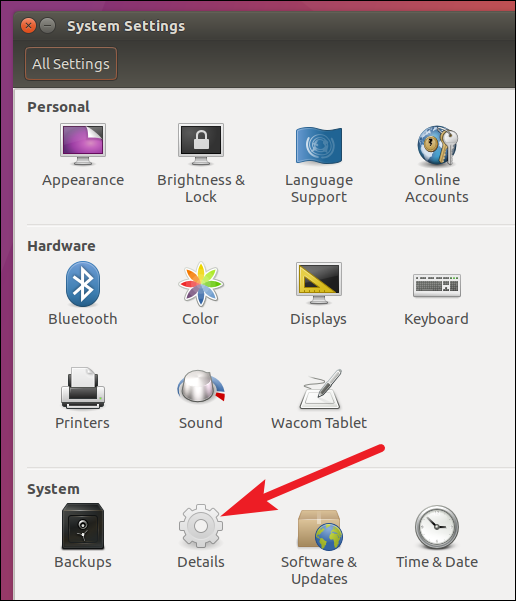 System Settings
All Settings
Personal
Appearance
Brightness &
Lock
Language
Support
Online
Accounts
Hardware
Bluetooth
Color
Displays
Keyboard
Printers
Sound
Wacom Tablet
System
Backups
Details
Software &
Updates
Time & Date